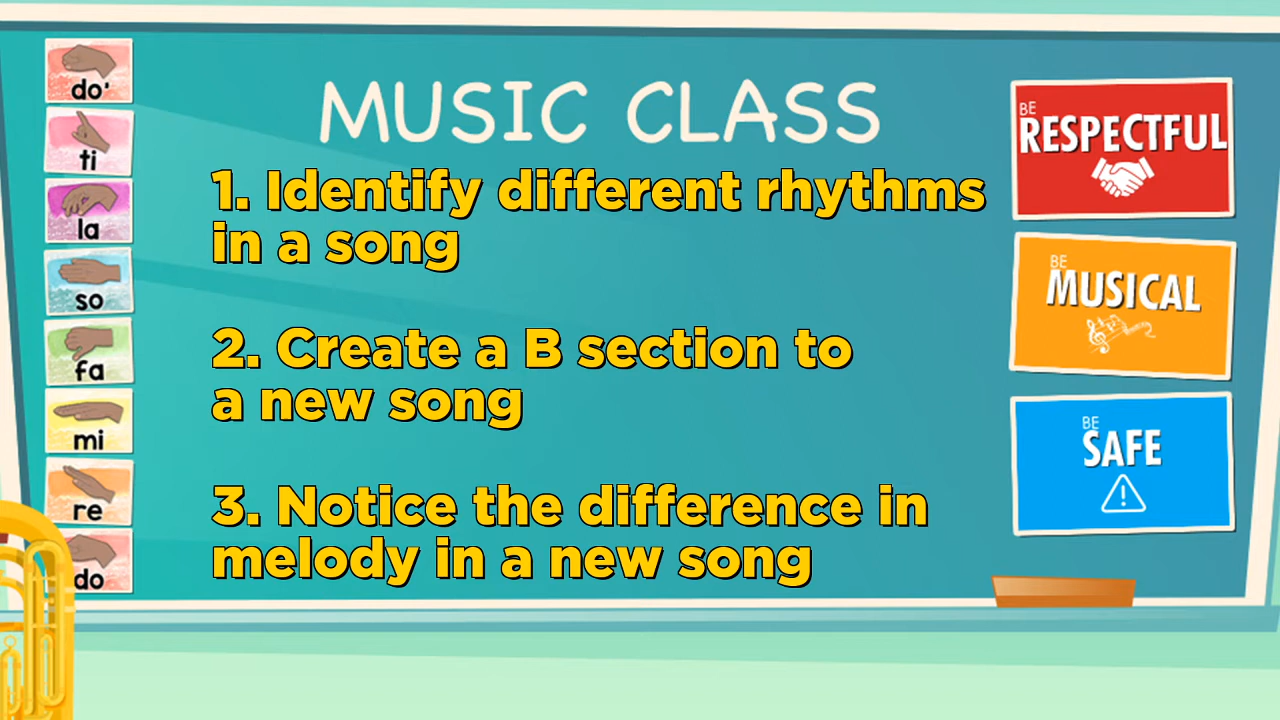 MUSIC CLASS
1. Identify different rhythms
in a song
2. Create a B section to
a new song
3. Notice the difference in
melody in a new song
do'
ti
la
so
fa
mi
re
do
BE
RESPECTFUL
BE
MUSICAL
BE
SAFE